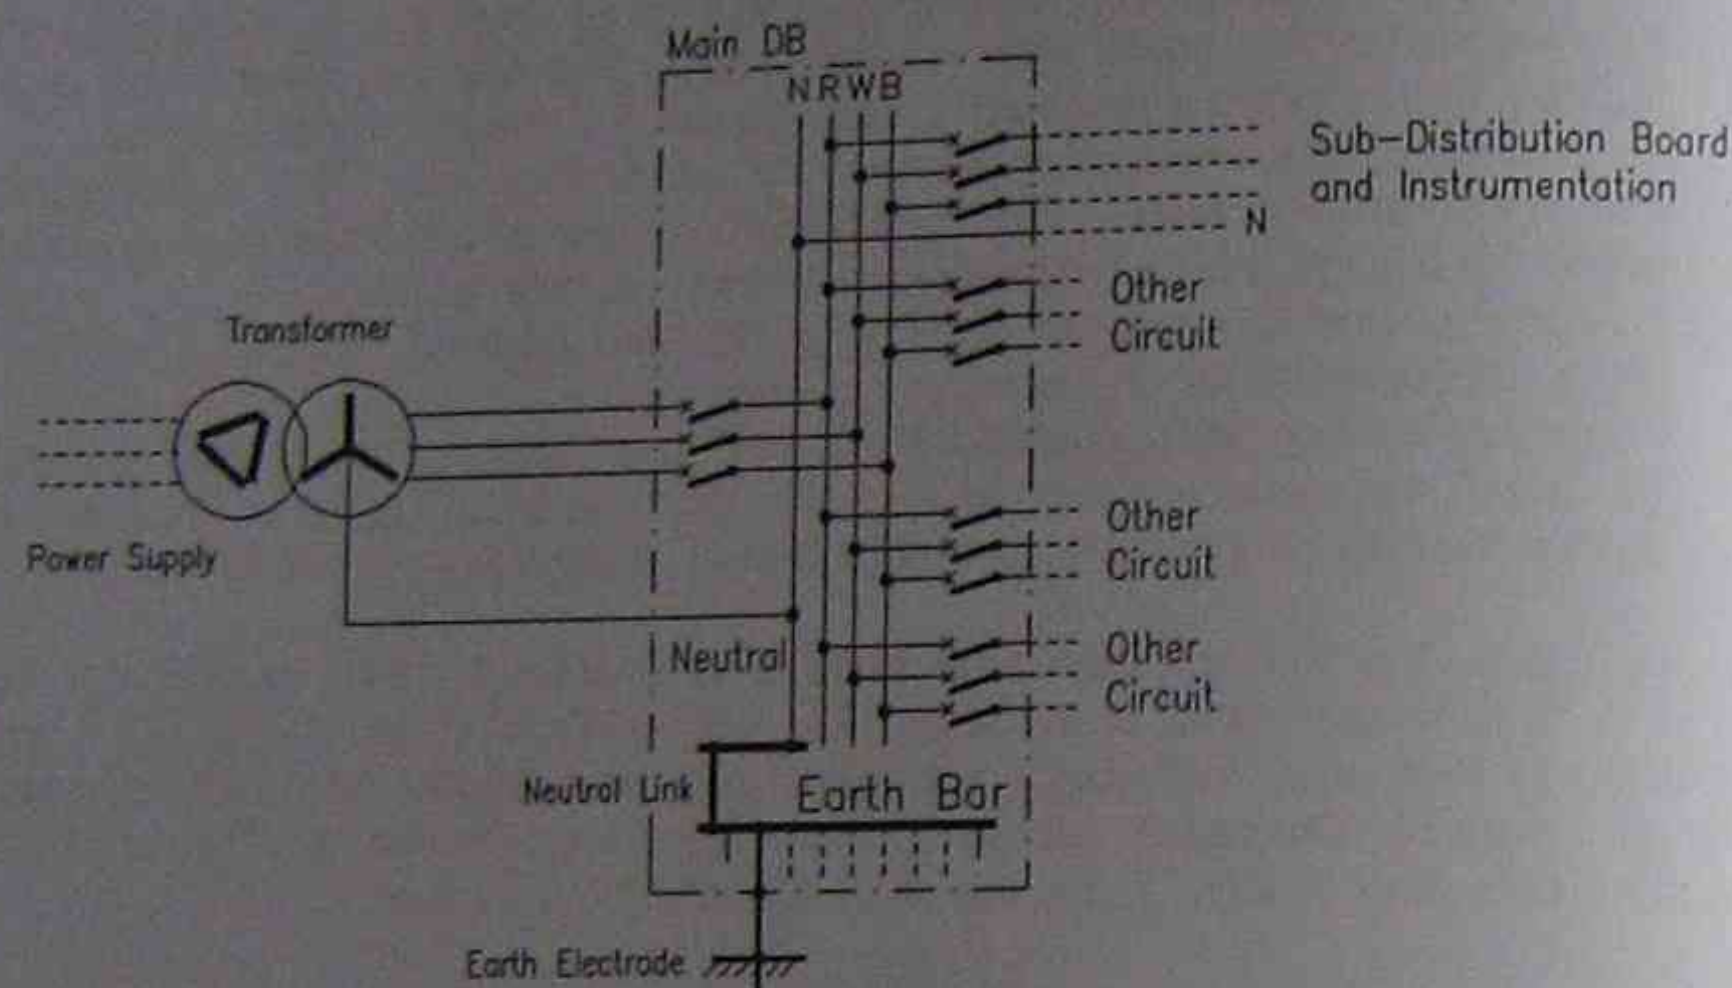 Main DB
N R W B
Sub-Distribution Board
and Instrumentation
N
Other
Circuit
Transformer
Power Supply
Other
Circuit
Neutral
Other
Circuit
Neutral Link
Earth Bar
Earth Electrode